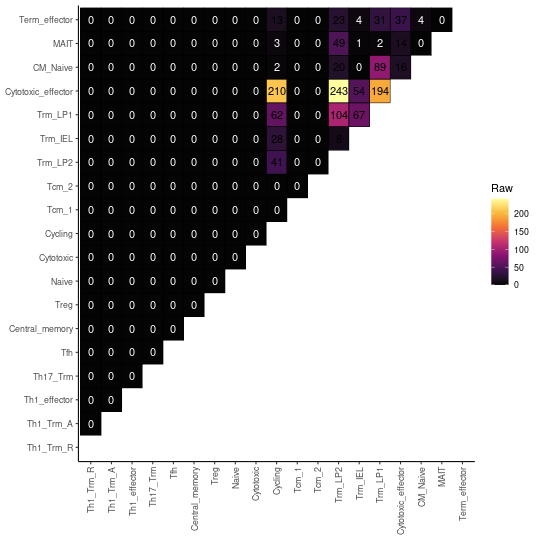 Term_effector 0 0 0 0 0 0 0 0 0 13 0 0 23 4 31 37 4 0
MAIT 0 0 0 0 0 0 0 0 0 3 0 0 49 1 2 14 0
CM_Naive 0 0 0 0 0 0 0 0 0 2 0 0 20 0 89 16
Cytotoxic_effector 0 0 0 0 0 0 0 0 0 210 0 0 243 54 194
Trm_LP1 0 0 0 0 0 0 0 0 0 62 0 0 104 67
Trm_IEL 0 0 0 0 0 0 0 0 0 28 0 0
Trm_LP2 0 0 0 0 0 0 0 0 0 41 0 0
Tcm_2 0 0 0 0 0 0 0 0 0 0 0
Tcm_1 0 0 0 0 0 0 0 0 0 0
Cycling 0 0 0 0 0 0 0 0 0
Cytotoxic 0 0 0 0 0 0 0 0
Naive 0 0 0 0 0 0 0
Treg 0 0 0 0 0 0
Central_memory 0 0 0 0 0
Tfh 0 0 0 0
Th17_Trm 0 0 0
Th1_effector 0 0
Th1_Trm_A 0
Th1_Trm_R
Th1_Trm_R
Th1_Trm_A
Th1_effector
Th17_Trm
Tfh
Central_memory
Treg
Naive
Cytotoxic
Cycling
Tcm_1
Tcm_2
Trm_LP2
Trm_IEL
Trm_LP1
Cytotoxic_effector
CM_Naive
MAIT
Term_effector
Raw
200
150
100
50
0